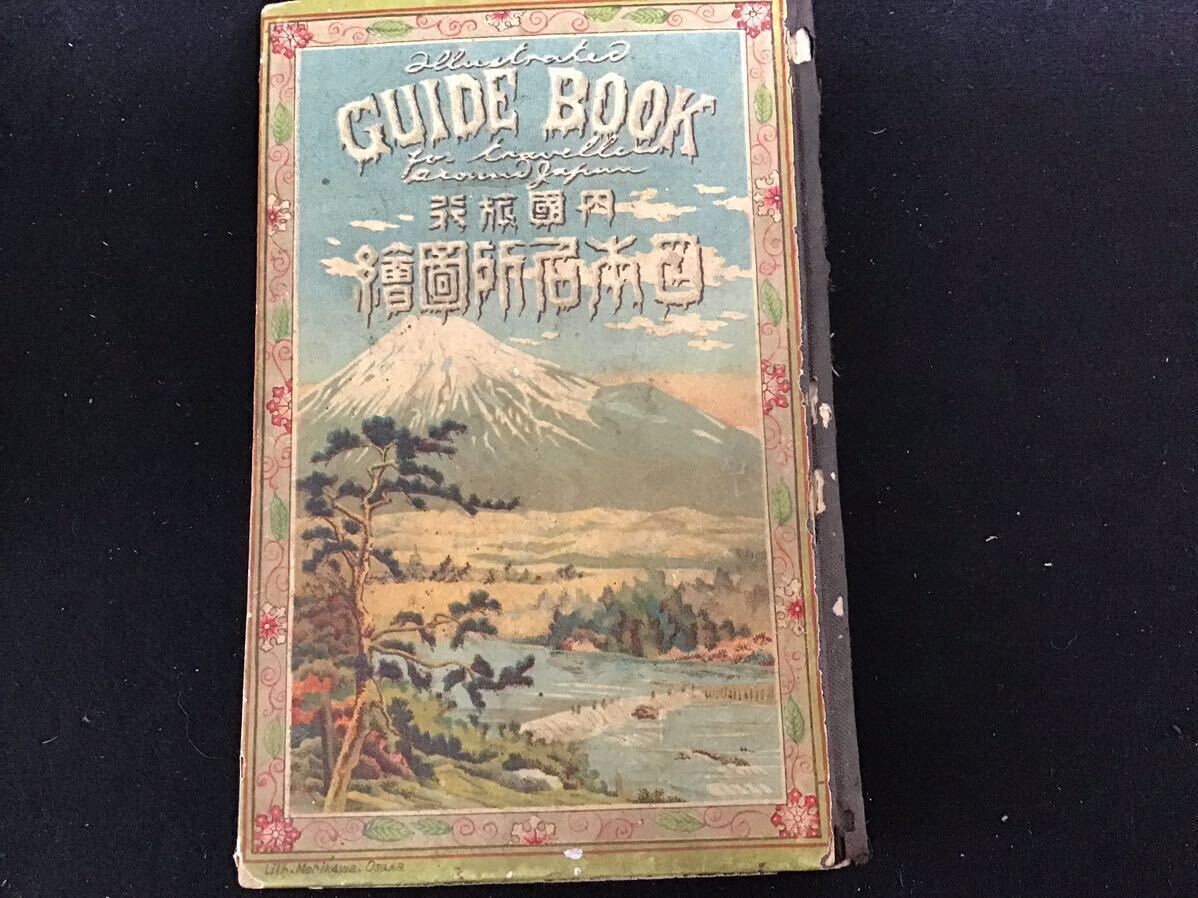 Illustrated
GUIDE BOOK
for travellers
around Japan
内國旅行
日本名所圖繪
Lith. Morikawa. Osaka